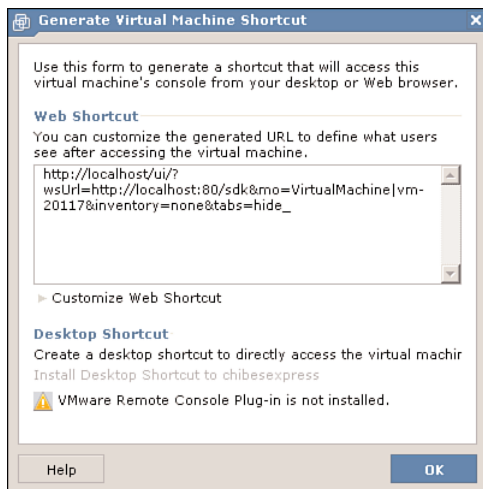 Generate Virtual Machine Shortcut
Use this form to generate a shortcut that will access this
virtual machine's console from your desktop or Web browser.
Web Shortcut
You can customize the generated URL to define what users
see after accessing the virtual machine.
http://localhost/ui/?
wsUrl=http://localhost:80/sdk&mo=VirtualMachine|vm-
20117&inventory=none&tabs=hide_
Customize Web Shortcut
Desktop Shortcut
Create a desktop shortcut to directly access the virtual machin
Install Desktop Shortcut to chibesexpress
VMware Remote Console Plug-in is not installed.
Help
OK